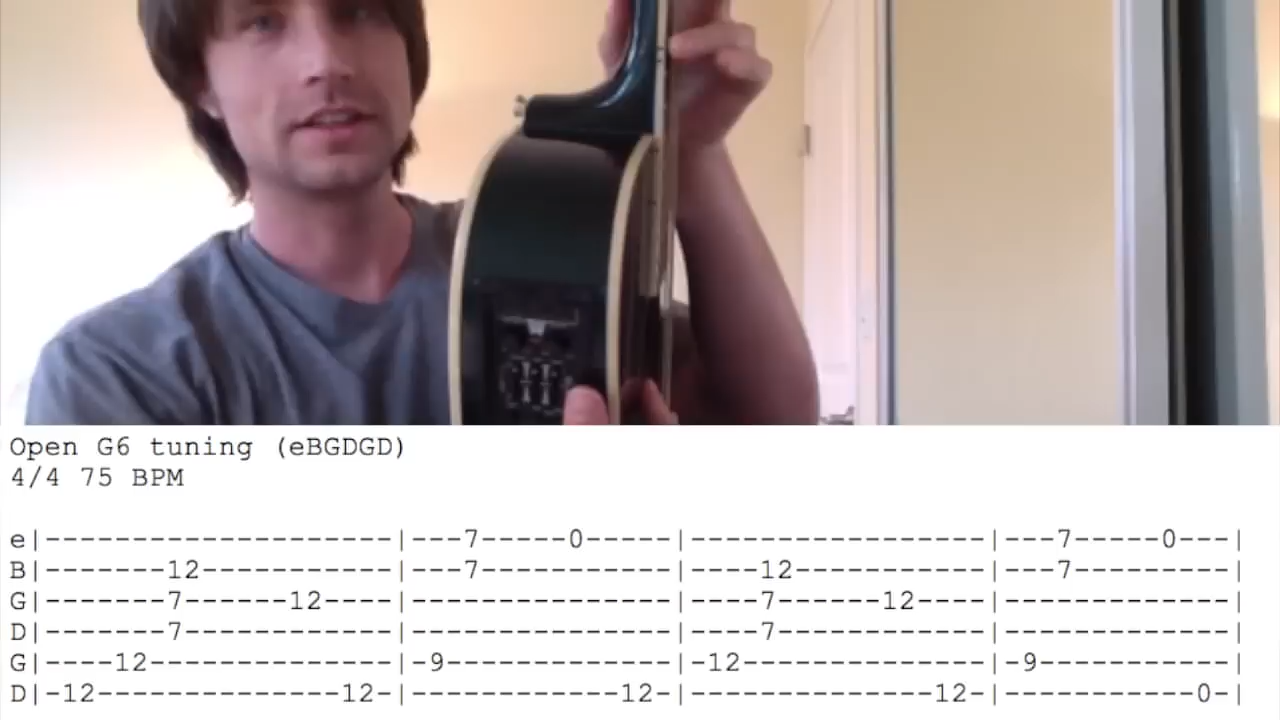 Open G6 tuning (eBGDGD)
4/4 75 BPM
e|--------------------|---7-----0-----|-----------------|---7-----0---|
B|-------12-----------|---7-----------|----12-----------|---7---------|
G|-------7------12----|---------------|----7------12----|-------------|
D|-------7------------|---------------|----7------------|-------------|
G|----12--------------|-9-------------|-12--------------|-9-----------|
D|-12--------------12-|------------12-|--------------12-|-----------0-|